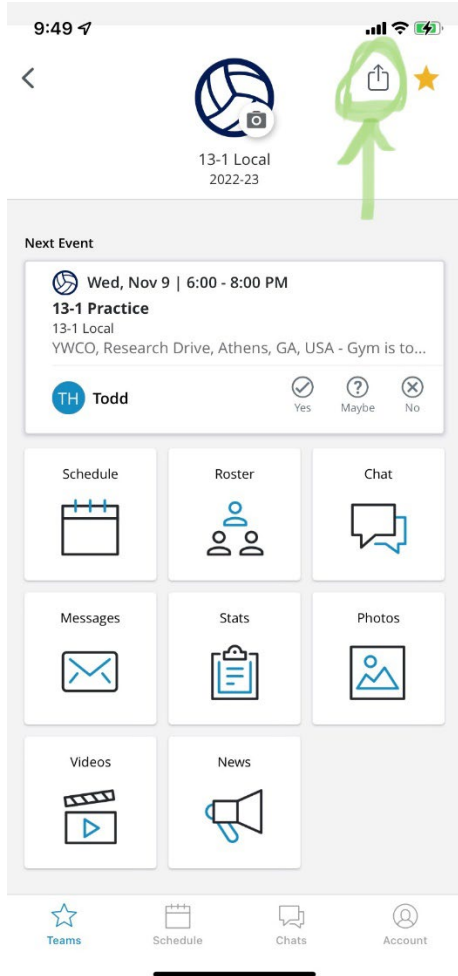 9:49
13-1 Local
2022-23
Next Event
Wed, Nov 9 | 6:00 - 8:00 PM
13-1 Practice
13-1 Local
YWCO, Research Drive, Athens, GA, USA - Gym is to...
TH Todd
Yes Maybe No
Schedule Roster Chat
Messages Stats Photos
Videos News
Teams Schedule Chats Account